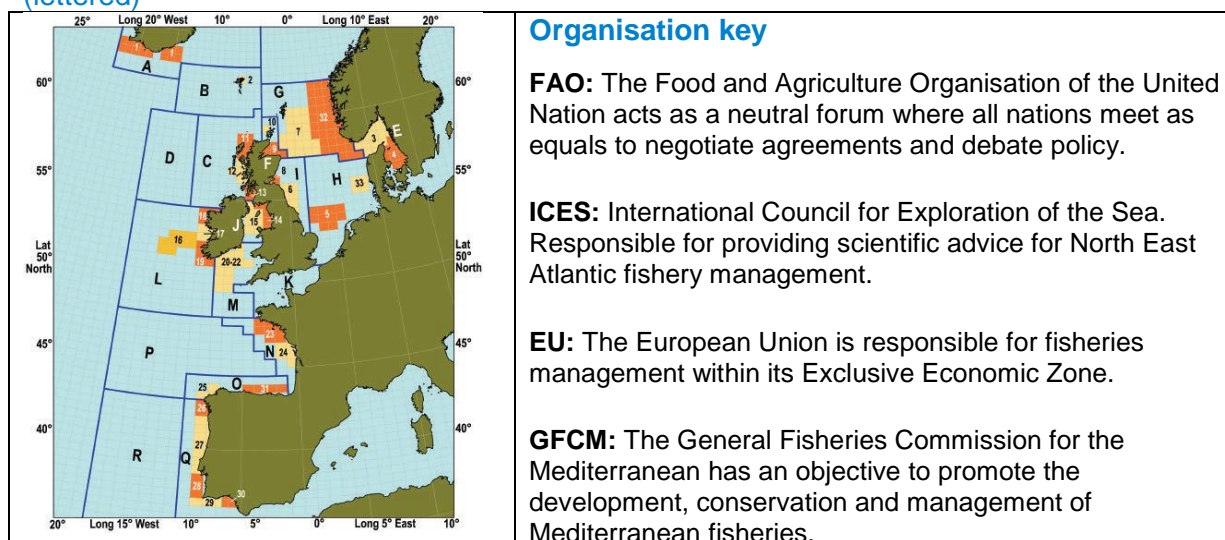 (lettered)
25° Long 20° West 10° 0° Long 10° East 20°
1 1
A
60° B 2 G 60°
10 7 32
3 E
D C 11 9 F 4
55° 12 8 I H 33 55°
6
13 5
18 J 15 14
17
Lat 50° North 16 Lat 50° North
19 20-22
L K
M
23
45° P N 24 45°
O
25 31
26
40° 27 40°
R Q
28
29 30
20° Long 15° West 10° 5° 0° Long 5° East 10°
Organisation key
FAO: The Food and Agriculture Organisation of the United
Nation acts as a neutral forum where all nations meet as
equals to negotiate agreements and debate policy.
ICES: International Council for Exploration of the Sea.
Responsible for providing scientific advice for North East
Atlantic fishery management.
EU: The European Union is responsible for fisheries
management within its Exclusive Economic Zone.
GFCM: The General Fisheries Commission for the
Mediterranean has an objective to promote the
development, conservation and management of
Mediterranean fisheries.